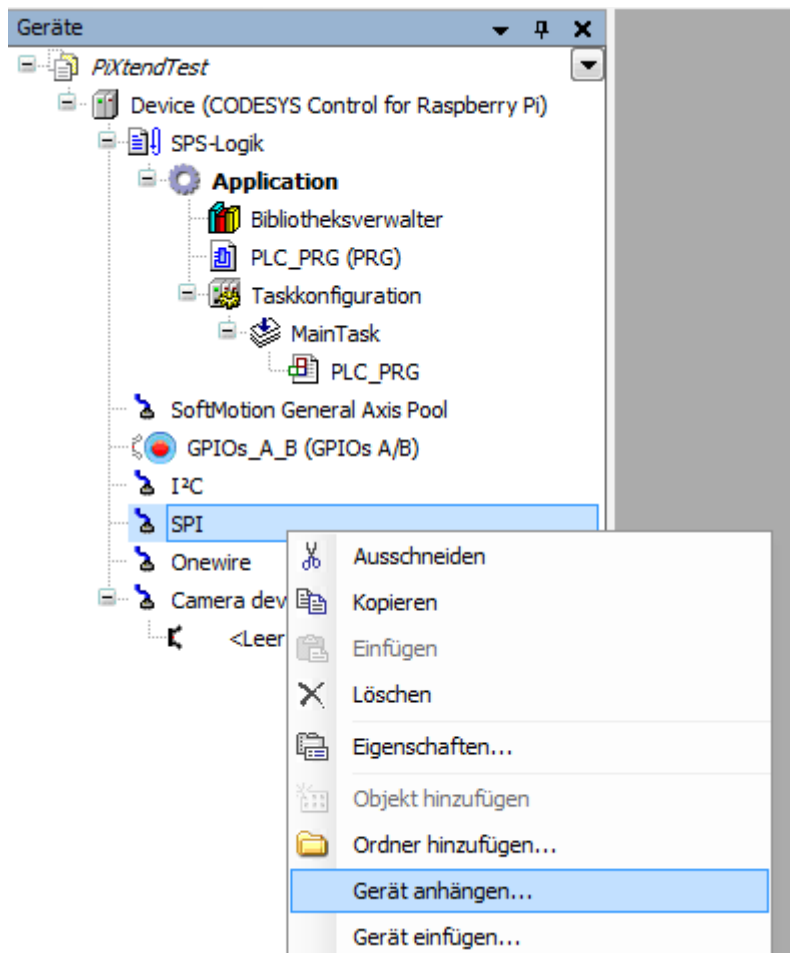 Geräte
PiXtendTest
Device (CODESYS Control for Raspberry Pi)
SPS-Logik
Application
Bibliotheksverwalter
PLC_PRG (PRG)
Taskkonfiguration
MainTask
PLC_PRG
SoftMotion General Axis Pool
GPIOs_A_B (GPIOs A/B)
I²C
SPI
Onewire
Camera dev
<Leer
Ausschneiden
Kopieren
Einfügen
Löschen
Eigenschaften...
Objekt hinzufügen
Ordner hinzufügen...
Gerät anhängen...
Gerät einfügen...